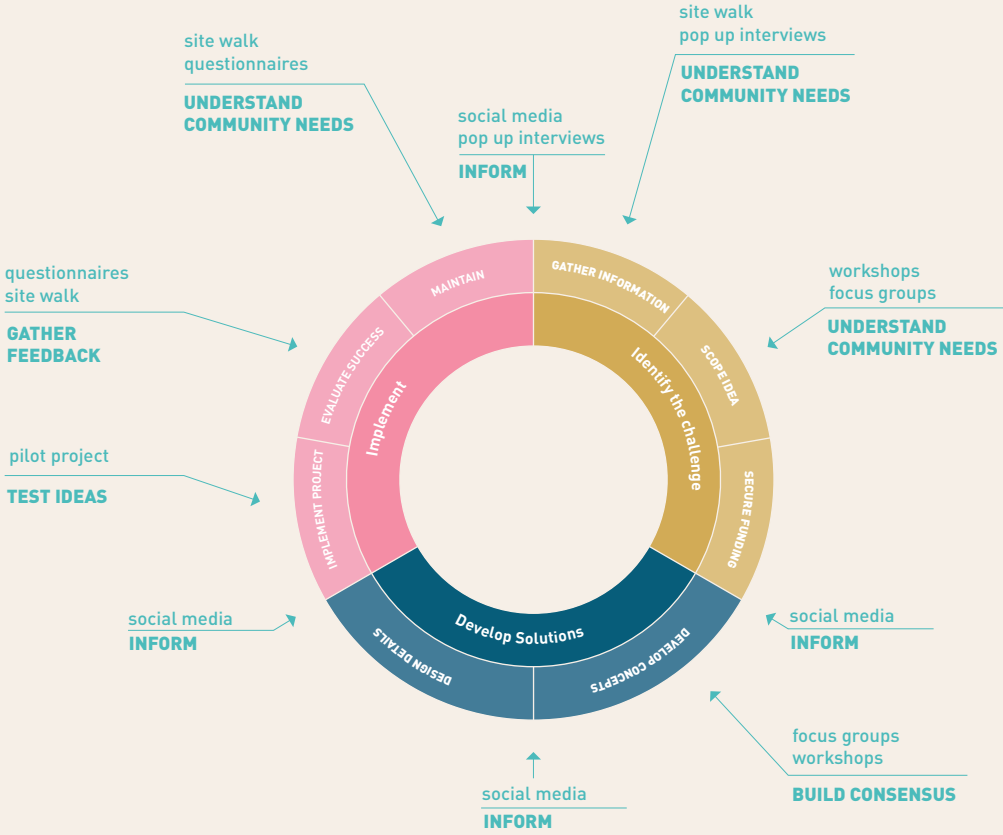 site walk
pop up interviews
UNDERSTAND
COMMUNITY NEEDS
site walk
questionnaires
UNDERSTAND
COMMUNITY NEEDS
social media
pop up interviews
INFORM
questionnaires
site walk
GATHER
FEEDBACK
workshops
focus groups
UNDERSTAND
COMMUNITY NEEDS
MAINTAIN
GATHER INFORMATION
EVALUATE SUCCESS
SCOPE IDEA
Implement
Identify the challenge
pilot project
TEST IDEAS
IMPLEMENT PROJECT
SECURE FUNDING
social media
INFORM
Develop Solutions
social media
INFORM
DESIGN DETAILS
DEVELOP CONCEPTS
focus groups
workshops
BUILD CONSENSUS
social media
INFORM